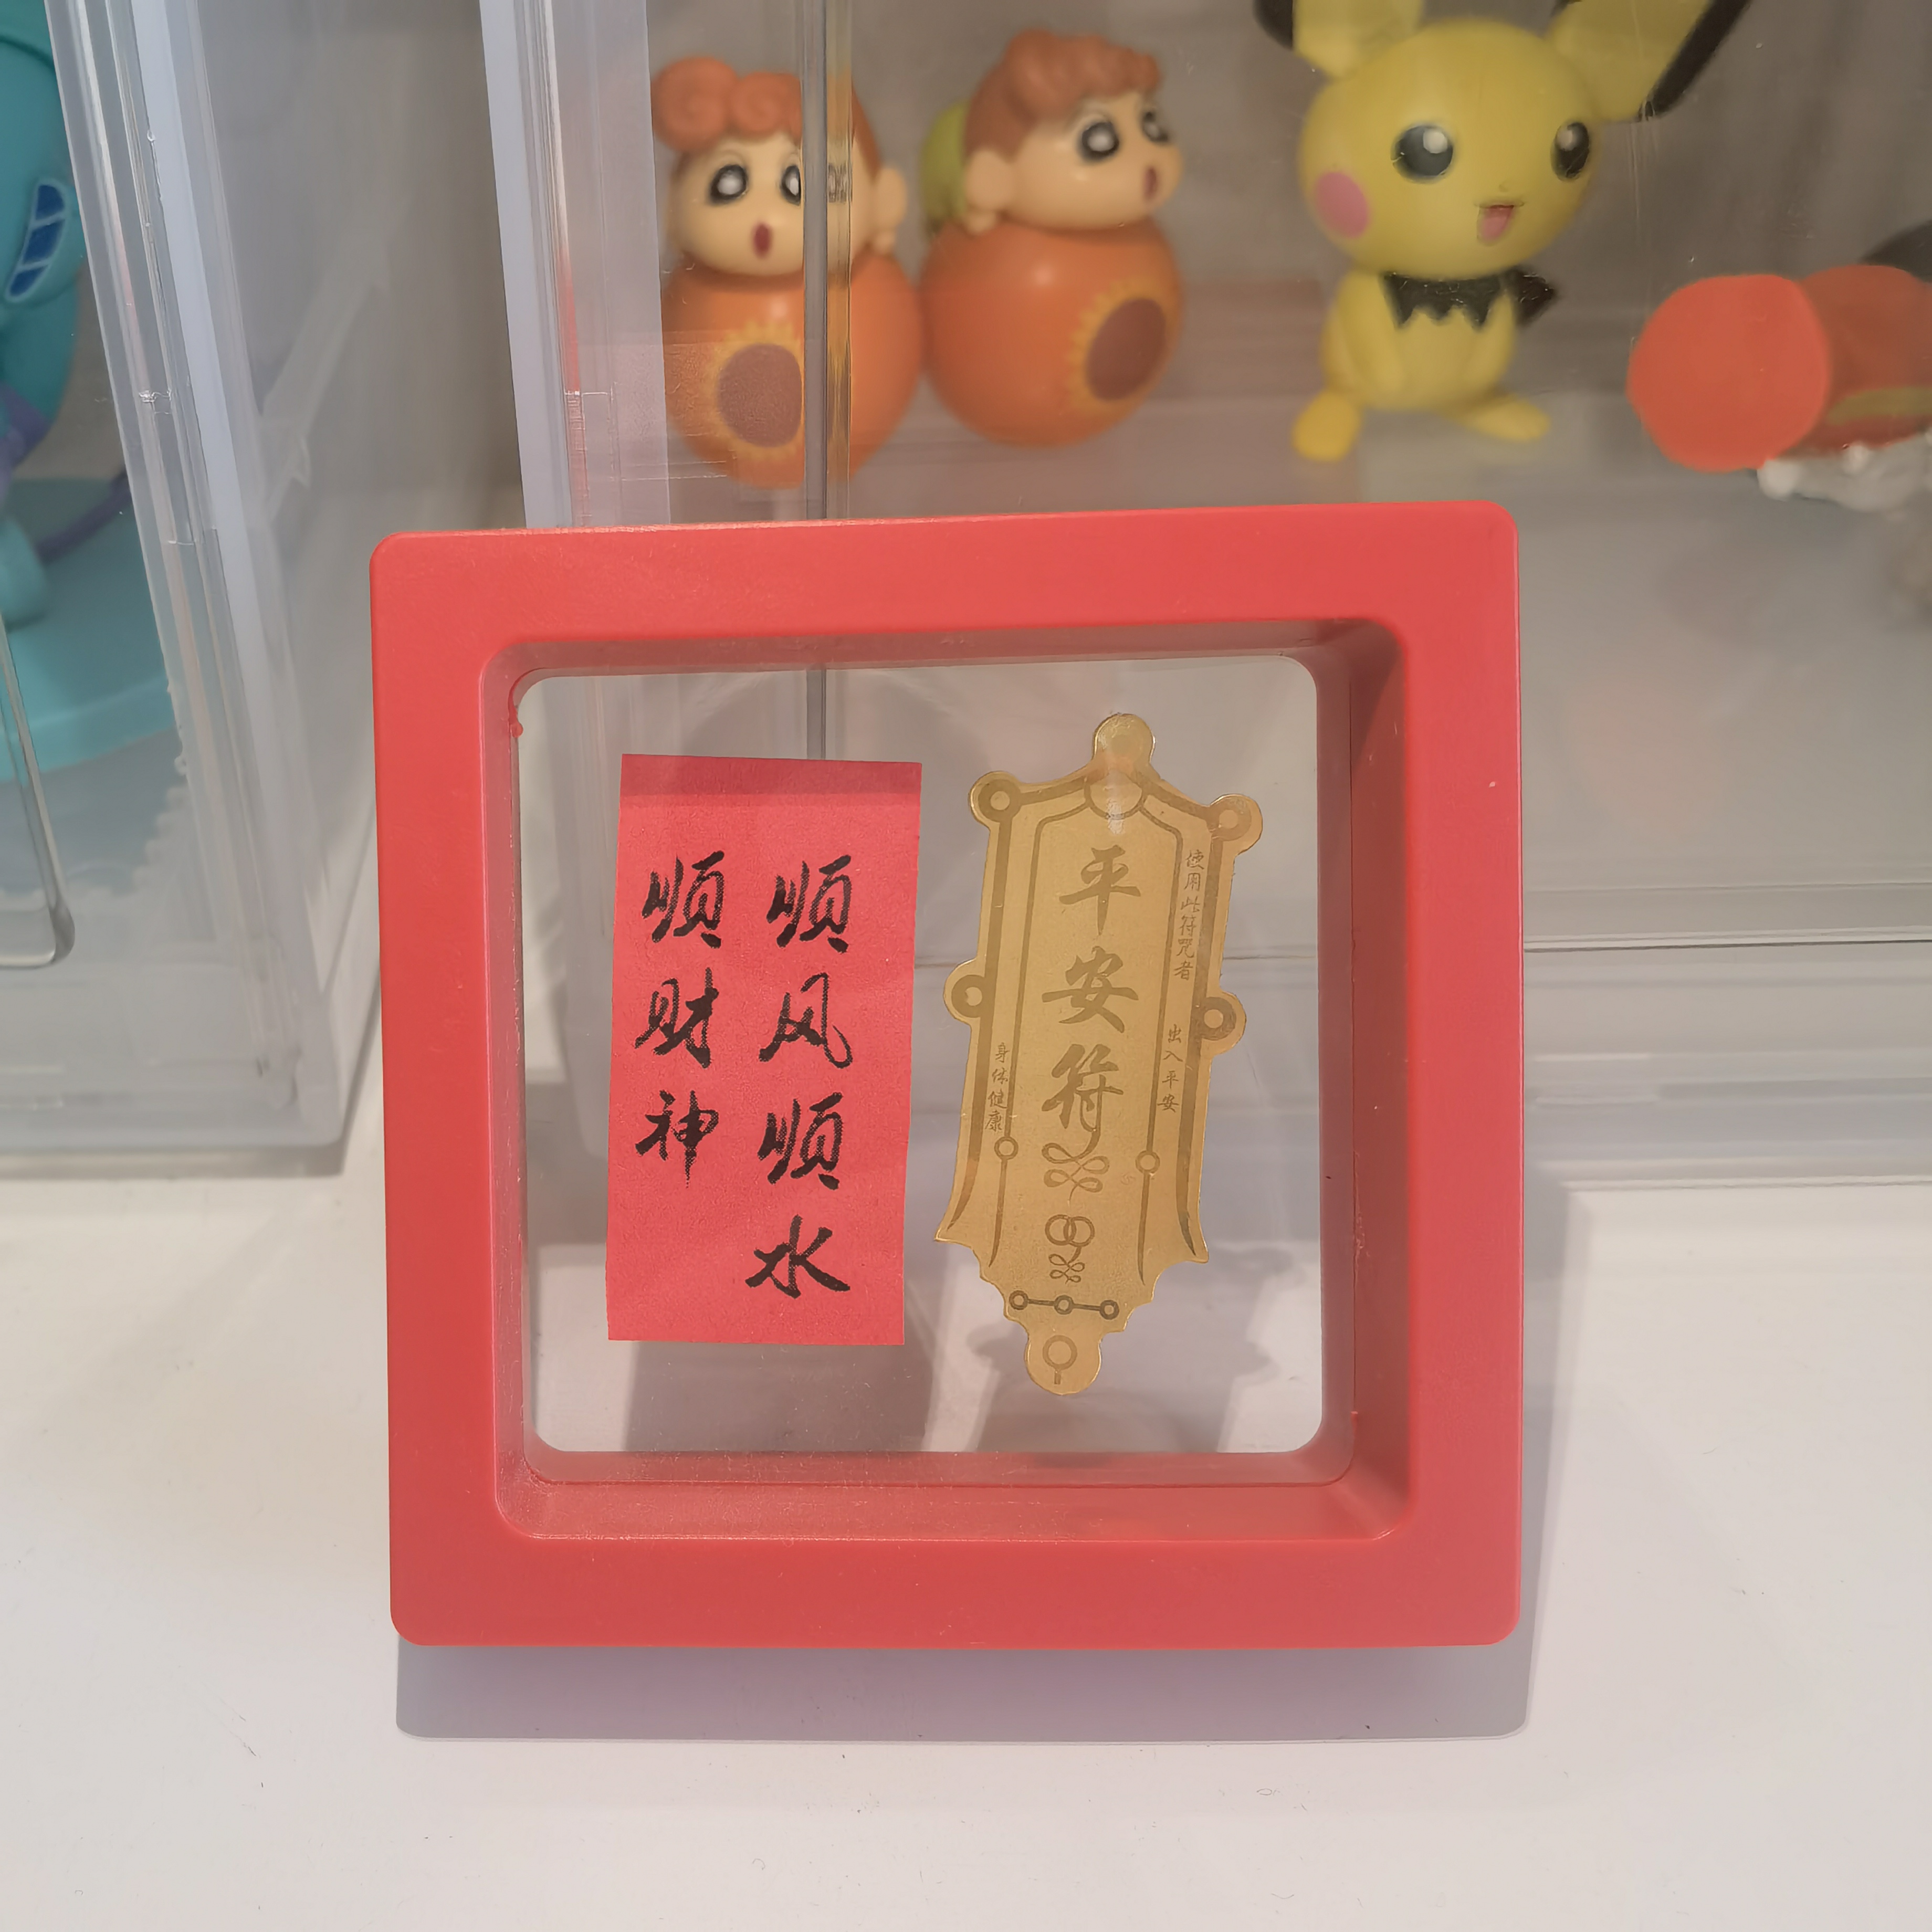 顺风顺水
顺财神
平安符
使用此符咒者
出入平安
身体健康